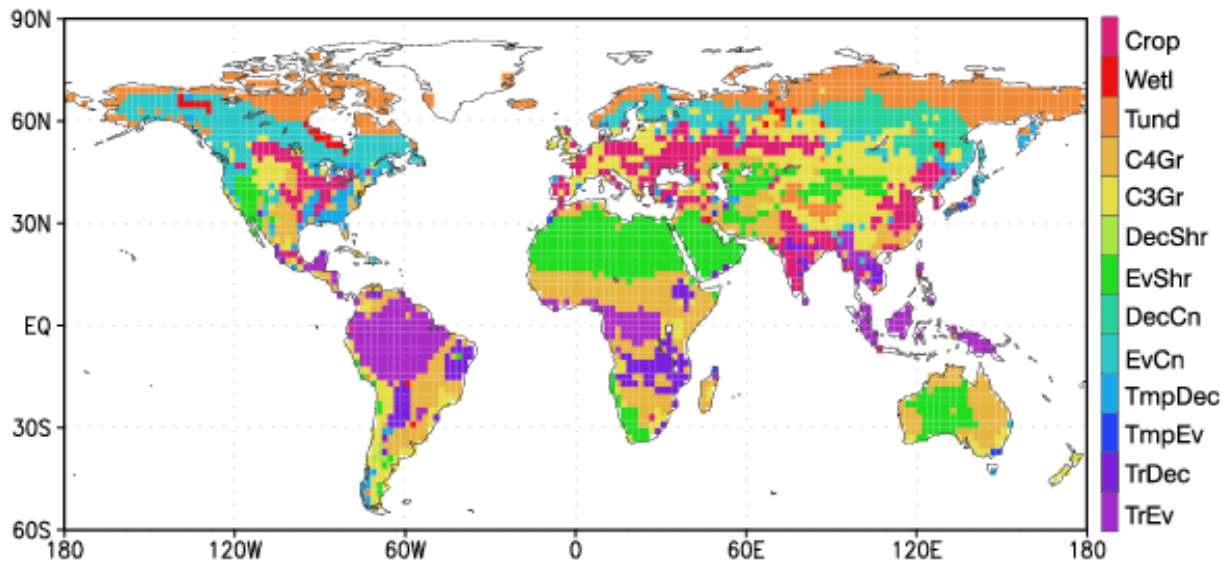 90N
60N
30N
EQ
30S
60S
180
120W
60W
0
60E
120E
180
Crop
Wetl
Tund
C4Gr
C3Gr
DecShr
EvShr
DecCn
EvCn
TmpDec
TmpEv
TrDec
TrEv